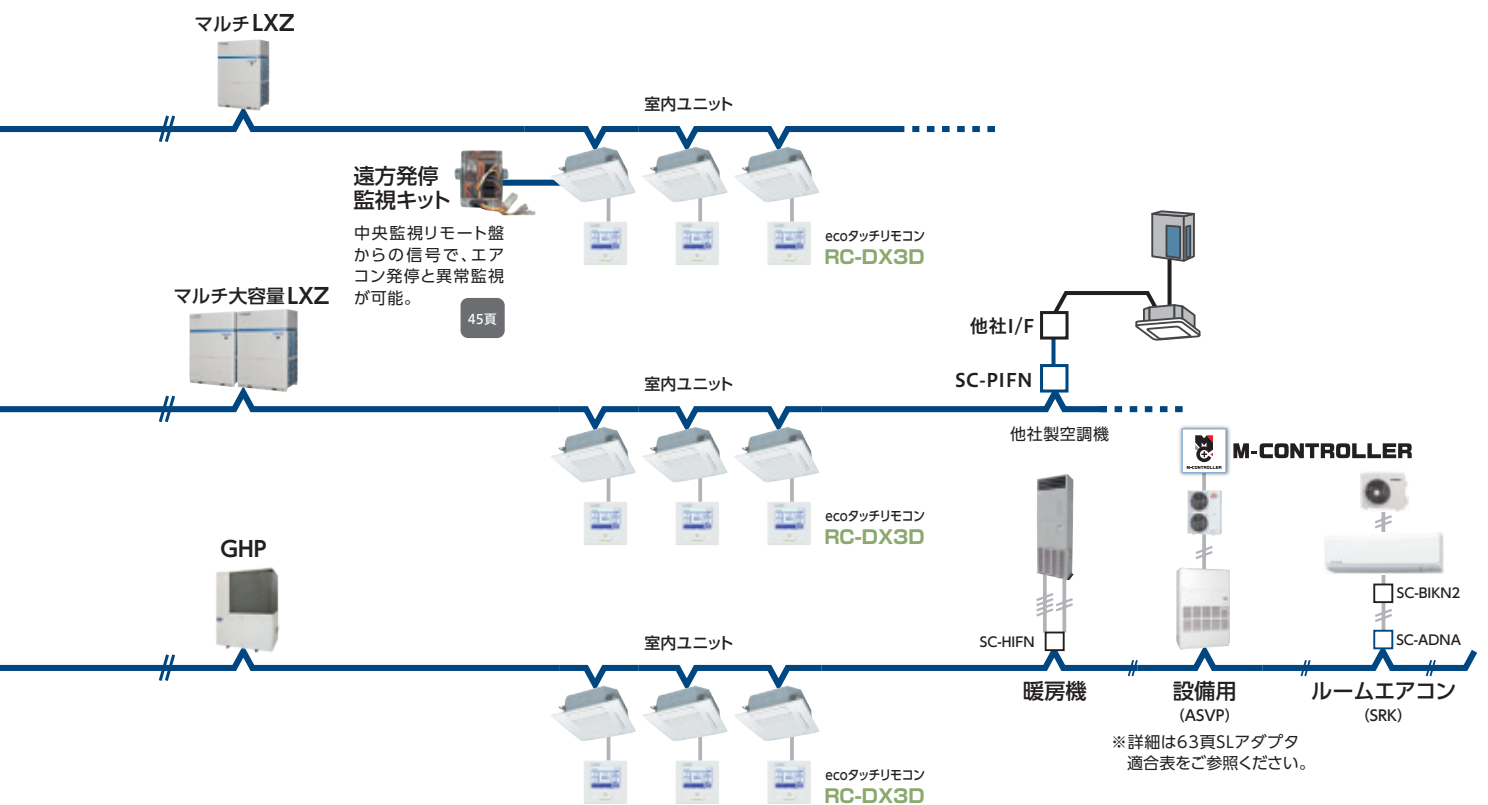 マルチLXZ
室内ユニット
遠方発停
監視キット
中央監視リモート盤
からの信号で、エア
コン発停と異常監視
が可能。
45頁
ecoタッチリモコン
RC-DX3D
マルチ大容量LXZ
室内ユニット
他社I/F
SC-PIFN
他社製空調機
ecoタッチリモコン
RC-DX3D
M-CONTROLLER
M-CONTROLLER
GHP
室内ユニット
SC-HIFN
SC-BIKN2
SC-ADNA
暖房機
設備用
(ASVP)
ルームエアコン
(SRK)
※詳細は63頁SLアダプタ
適合表をご参照ください。
ecoタッチリモコン
RC-DX3D